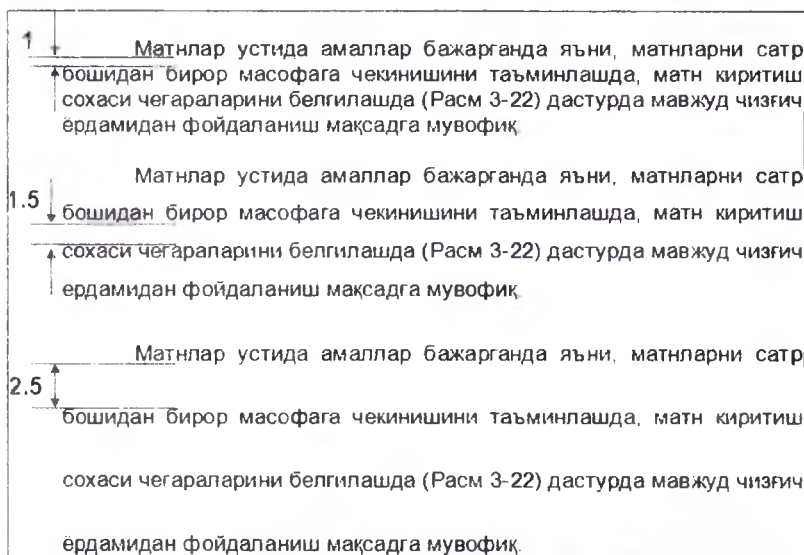 1
Матнлар устида амаллар бажарганда яъни, матнларни сатр
бошидан бирор масофага чекинишини таъминлашда, матн киритиш
сохаси чегараларини белгилашда (Расм 3-22) дастурда мавжуд чизғич
ёрдамидан фойдаланиш мақсадга мувофиқ
Матнлар устида амаллар бажарганда яъни, матнларни сатр
1.5
бошидан бирор масофага чекинишини таъминлашда, матн киритиш
сохаси чегараларини белгилашда (Расм 3-22) дастурда мавжуд чизғич
ердамидан фойдаланиш мақсадга мувофиқ
Матнлар устида амаллар бажарганда яъни, матнларни сатр
2.5
бошидан бирор масофага чекинишини таъминлашда, матн киритиш
сохаси чегараларини белгилашда (Расм 3-22) дастурда мавжуд чизғич
ёрдамидан фойдаланиш мақсадга мувофиқ.